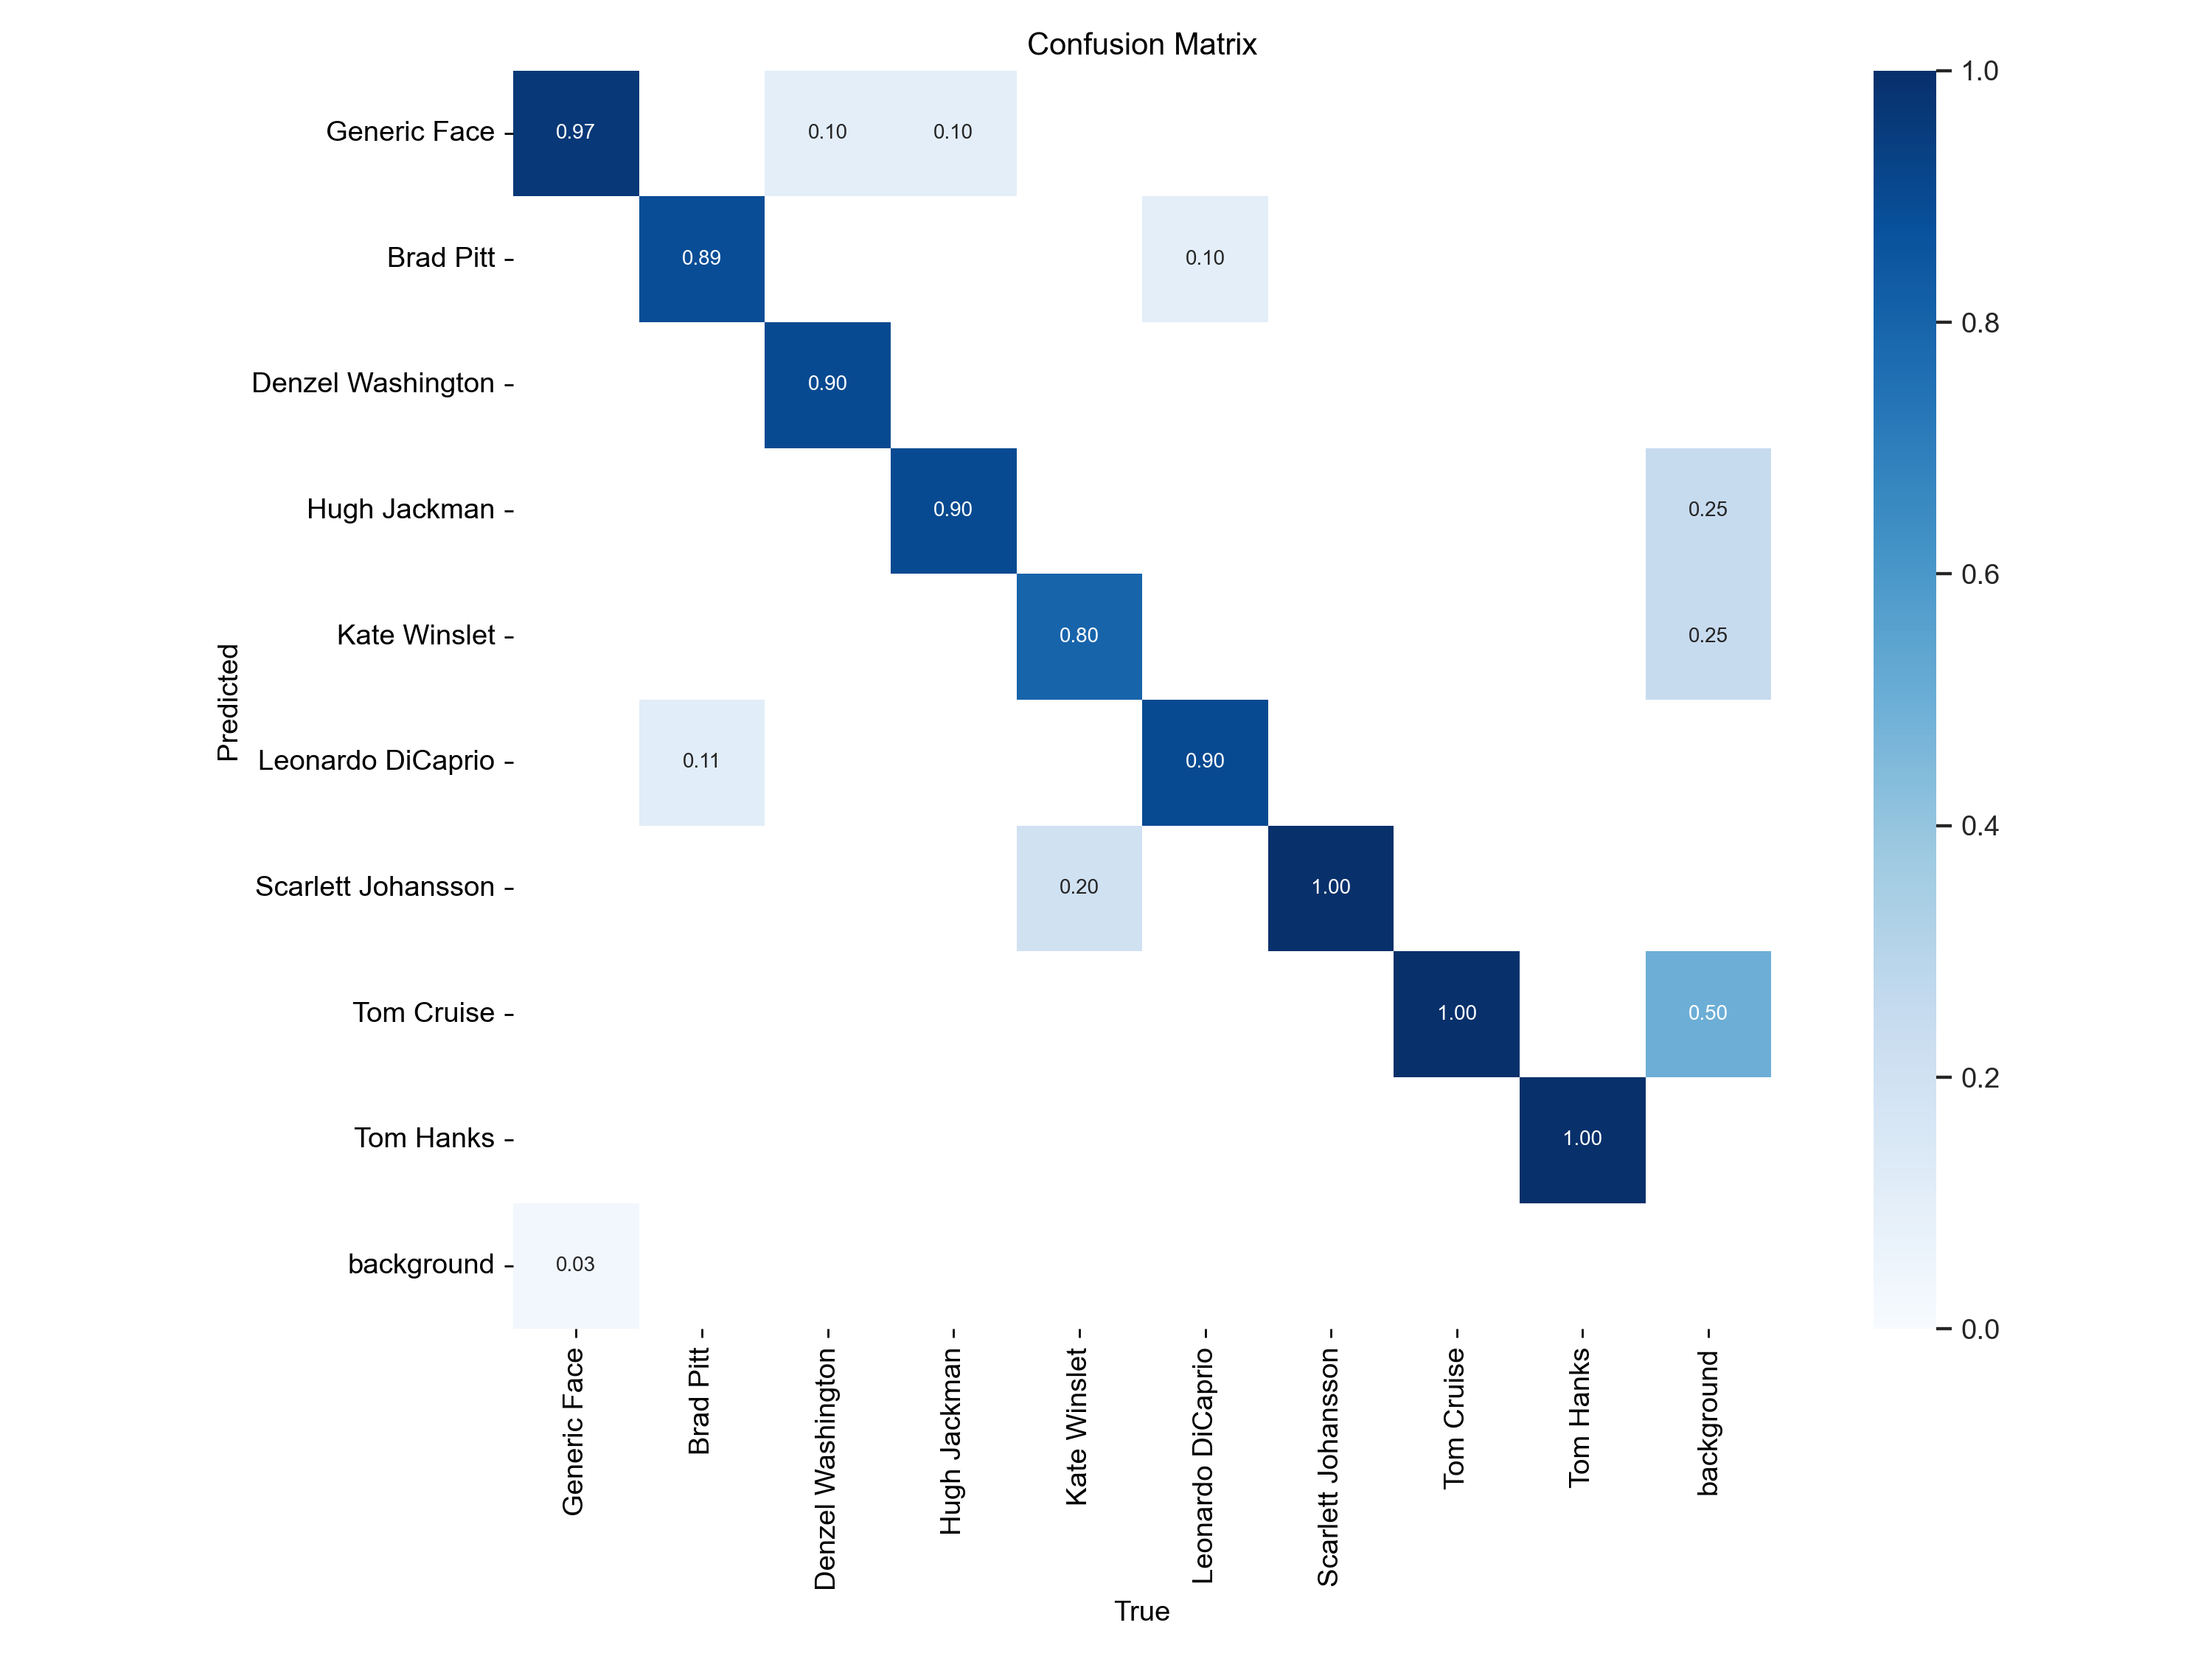 Confusion Matrix
Generic Face 0.97 0.10 0.10
Brad Pitt 0.89 0.10
Denzel Washington 0.90
Hugh Jackman 0.90 0.25
Kate Winslet 0.80 0.25
Leonardo DiCaprio 0.11 0.90
Scarlett Johansson 0.20 1.00
Tom Cruise 1.00 0.50
Tom Hanks 1.00
background 0.03
Predicted
Generic Face
Brad Pitt
Denzel Washington
Hugh Jackman
Kate Winslet
Leonardo DiCaprio
Scarlett Johansson
Tom Cruise
Tom Hanks
background
True
1.0
0.8
0.6
0.4
0.2
0.0